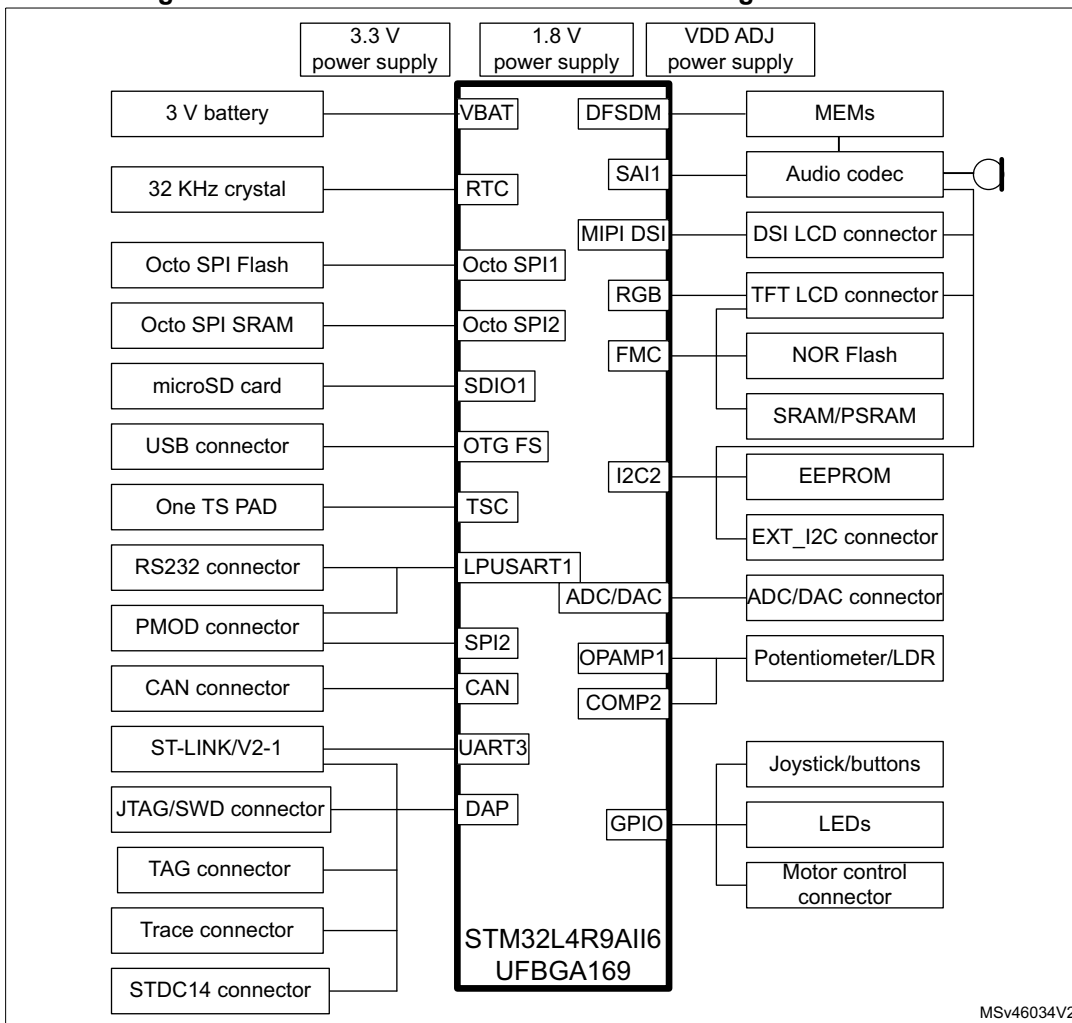 3.3 V
power supply
1.8 V
power supply
VDD ADJ
power supply
3 V battery
VBAT
DFSDM
MEMs
32 KHz crystal
RTC
SAI1
Audio codec
MIPI DSI
DSI LCD connector
Octo SPI Flash
Octo SPI1
RGB
TFT LCD connector
Octo SPI SRAM
Octo SPI2
FMC
NOR Flash
microSD card
SDIO1
SRAM/PSRAM
USB connector
OTG FS
I2C2
EEPROM
One TS PAD
TSC
EXT_I2C connector
RS232 connector
LPUSART1
ADC/DAC
ADC/DAC connector
PMOD connector
SPI2
OPAMP1
Potentiometer/LDR
CAN connector
CAN
COMP2
ST-LINK/V2-1
UART3
Joystick/buttons
JTAG/SWD connector
DAP
GPIO
LEDs
TAG connector
Motor control
connector
Trace connector
STM32L4R9AII6
UFBGA169
STDC14 connector
MSv46034V2